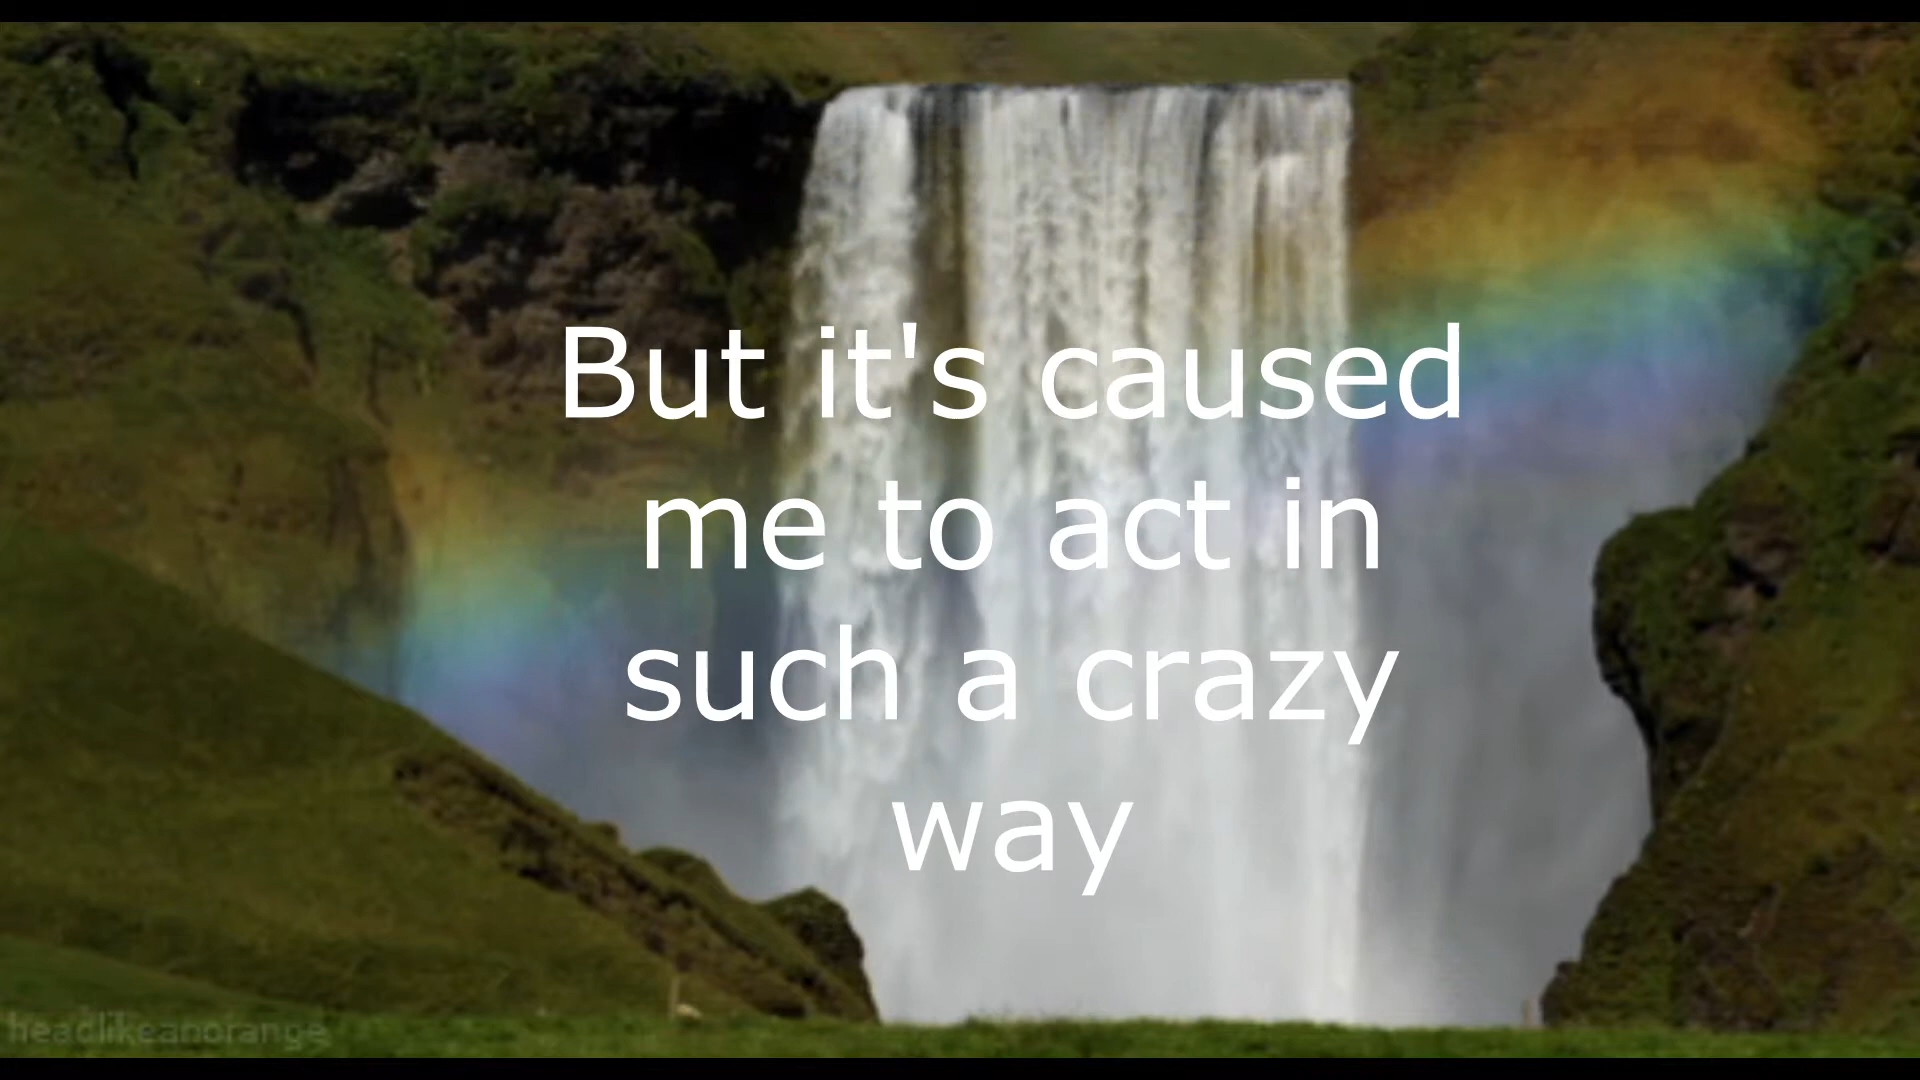 But it's caused
me to act in
such a crazy
way
headlikeanorange